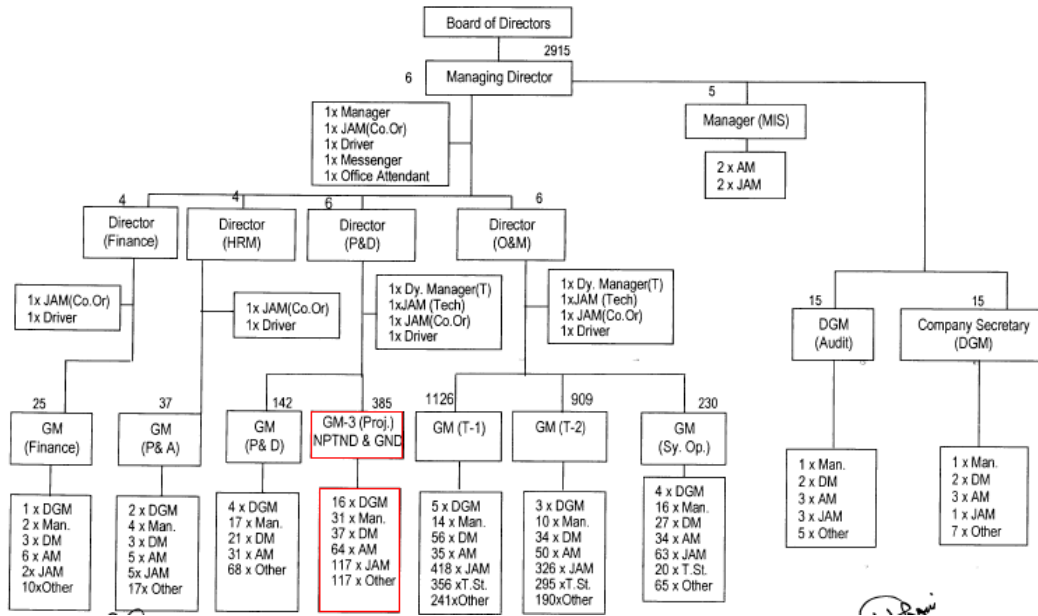 Board of Directors
2915
6
Managing Director
5
Manager (MIS)
1x Manager
1x JAM(Co.Or)
1x Driver
1x Messenger
1x Office Attendant
2 x AM
2 x JAM
4
Director
(Finance)
4
Director
(HRM)
6
Director
(P&D)
6
Director
(O&M)
1x JAM(Co.Or)
1x Driver
1x JAM(Co.Or)
1x Driver
1x Dy. Manager(T)
1xJAM (Tech)
1x JAM(Co.Or)
1x Driver
1x Dy. Manager(T)
1xJAM (Tech)
1x JAM(Co.Or)
1x Driver
15
DGM
(Audit)
15
Company Secretary
(DGM)
25
GM
(Finance)
37
GM
(P& A)
142
GM
(P& D)
385
GM-3 (Proj.)
NPTND & GND
1126
GM (T-1)
909
GM (T-2)
230
GM
(Sy. Op.)
1 x DGM
2 x Man.
3 x DM
6 x AM
2x JAM
10xOther
2 x DGM
4 x Man.
3 x DM
5 x AM
5x JAM
17x Other
4 x DGM
17 x Man.
21 x DM
31 x AM
68 x Other
16 x DGM
31 x Man.
37 x DM
64 x AM
117 x JAM
117 x Other
5x DGM
14 x Man.
56 x DM
35 x AM
418 x JAM
356 xT.St.
241xOther
3 x DGM
10 x Man.
34 x DM
50 x AM
326 x JAM
295 xT.St.
190xOther
4 x DGM
16 x Man.
27 x DM
34 x AM
63 x JAM
20 x T.St.
65 x Other
1 x Man.
2 x DM
3 x AM
3 x JAM
5 x Other
1 x Man.
2 x DM
3 x AM
1 x JAM
7 x Other